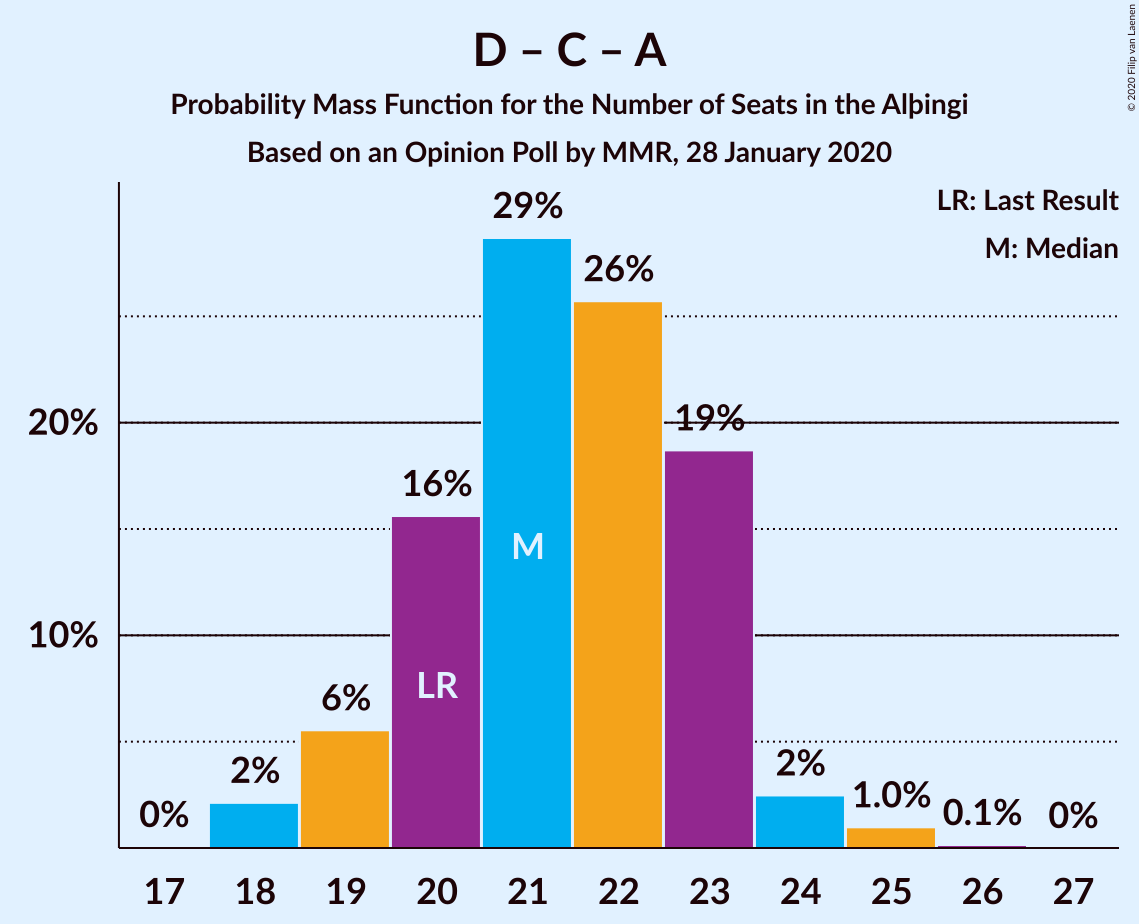 D – C – A
Probability Mass Function for the Number of Seats in the Alþingi
Based on an Opinion Poll by MMR, 28 January 2020
© 2020 Filip van Laenen
LR: Last Result
M: Median
29%
26%
20%
19%
16%
M
10%
LR
6%
2%
2%
1.0%
0%
0.1%
0%
17 18 19 20 21 22 23 24 25 26 27